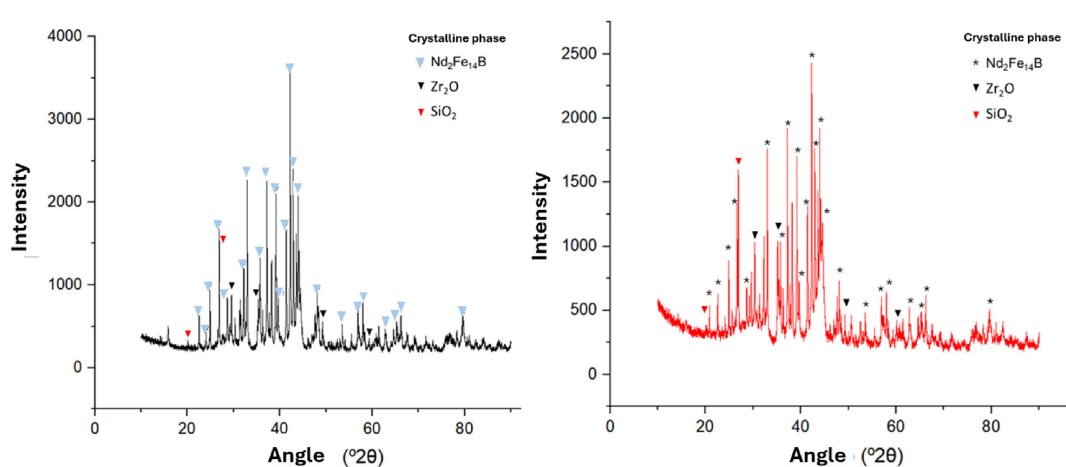 4000
3000
2000
1000
0
Intensity
0
20
40
60
80
Angle (º2θ)
Crystalline phase
Nd₂Fe₁₄B
Zr₂O
SiO₂
2500
2000
1500
1000
500
0
Intensity
0
20
40
60
80
Angle (º2θ)
Crystalline phase
* Nd₂Fe₁₄B
Zr₂O
SiO₂